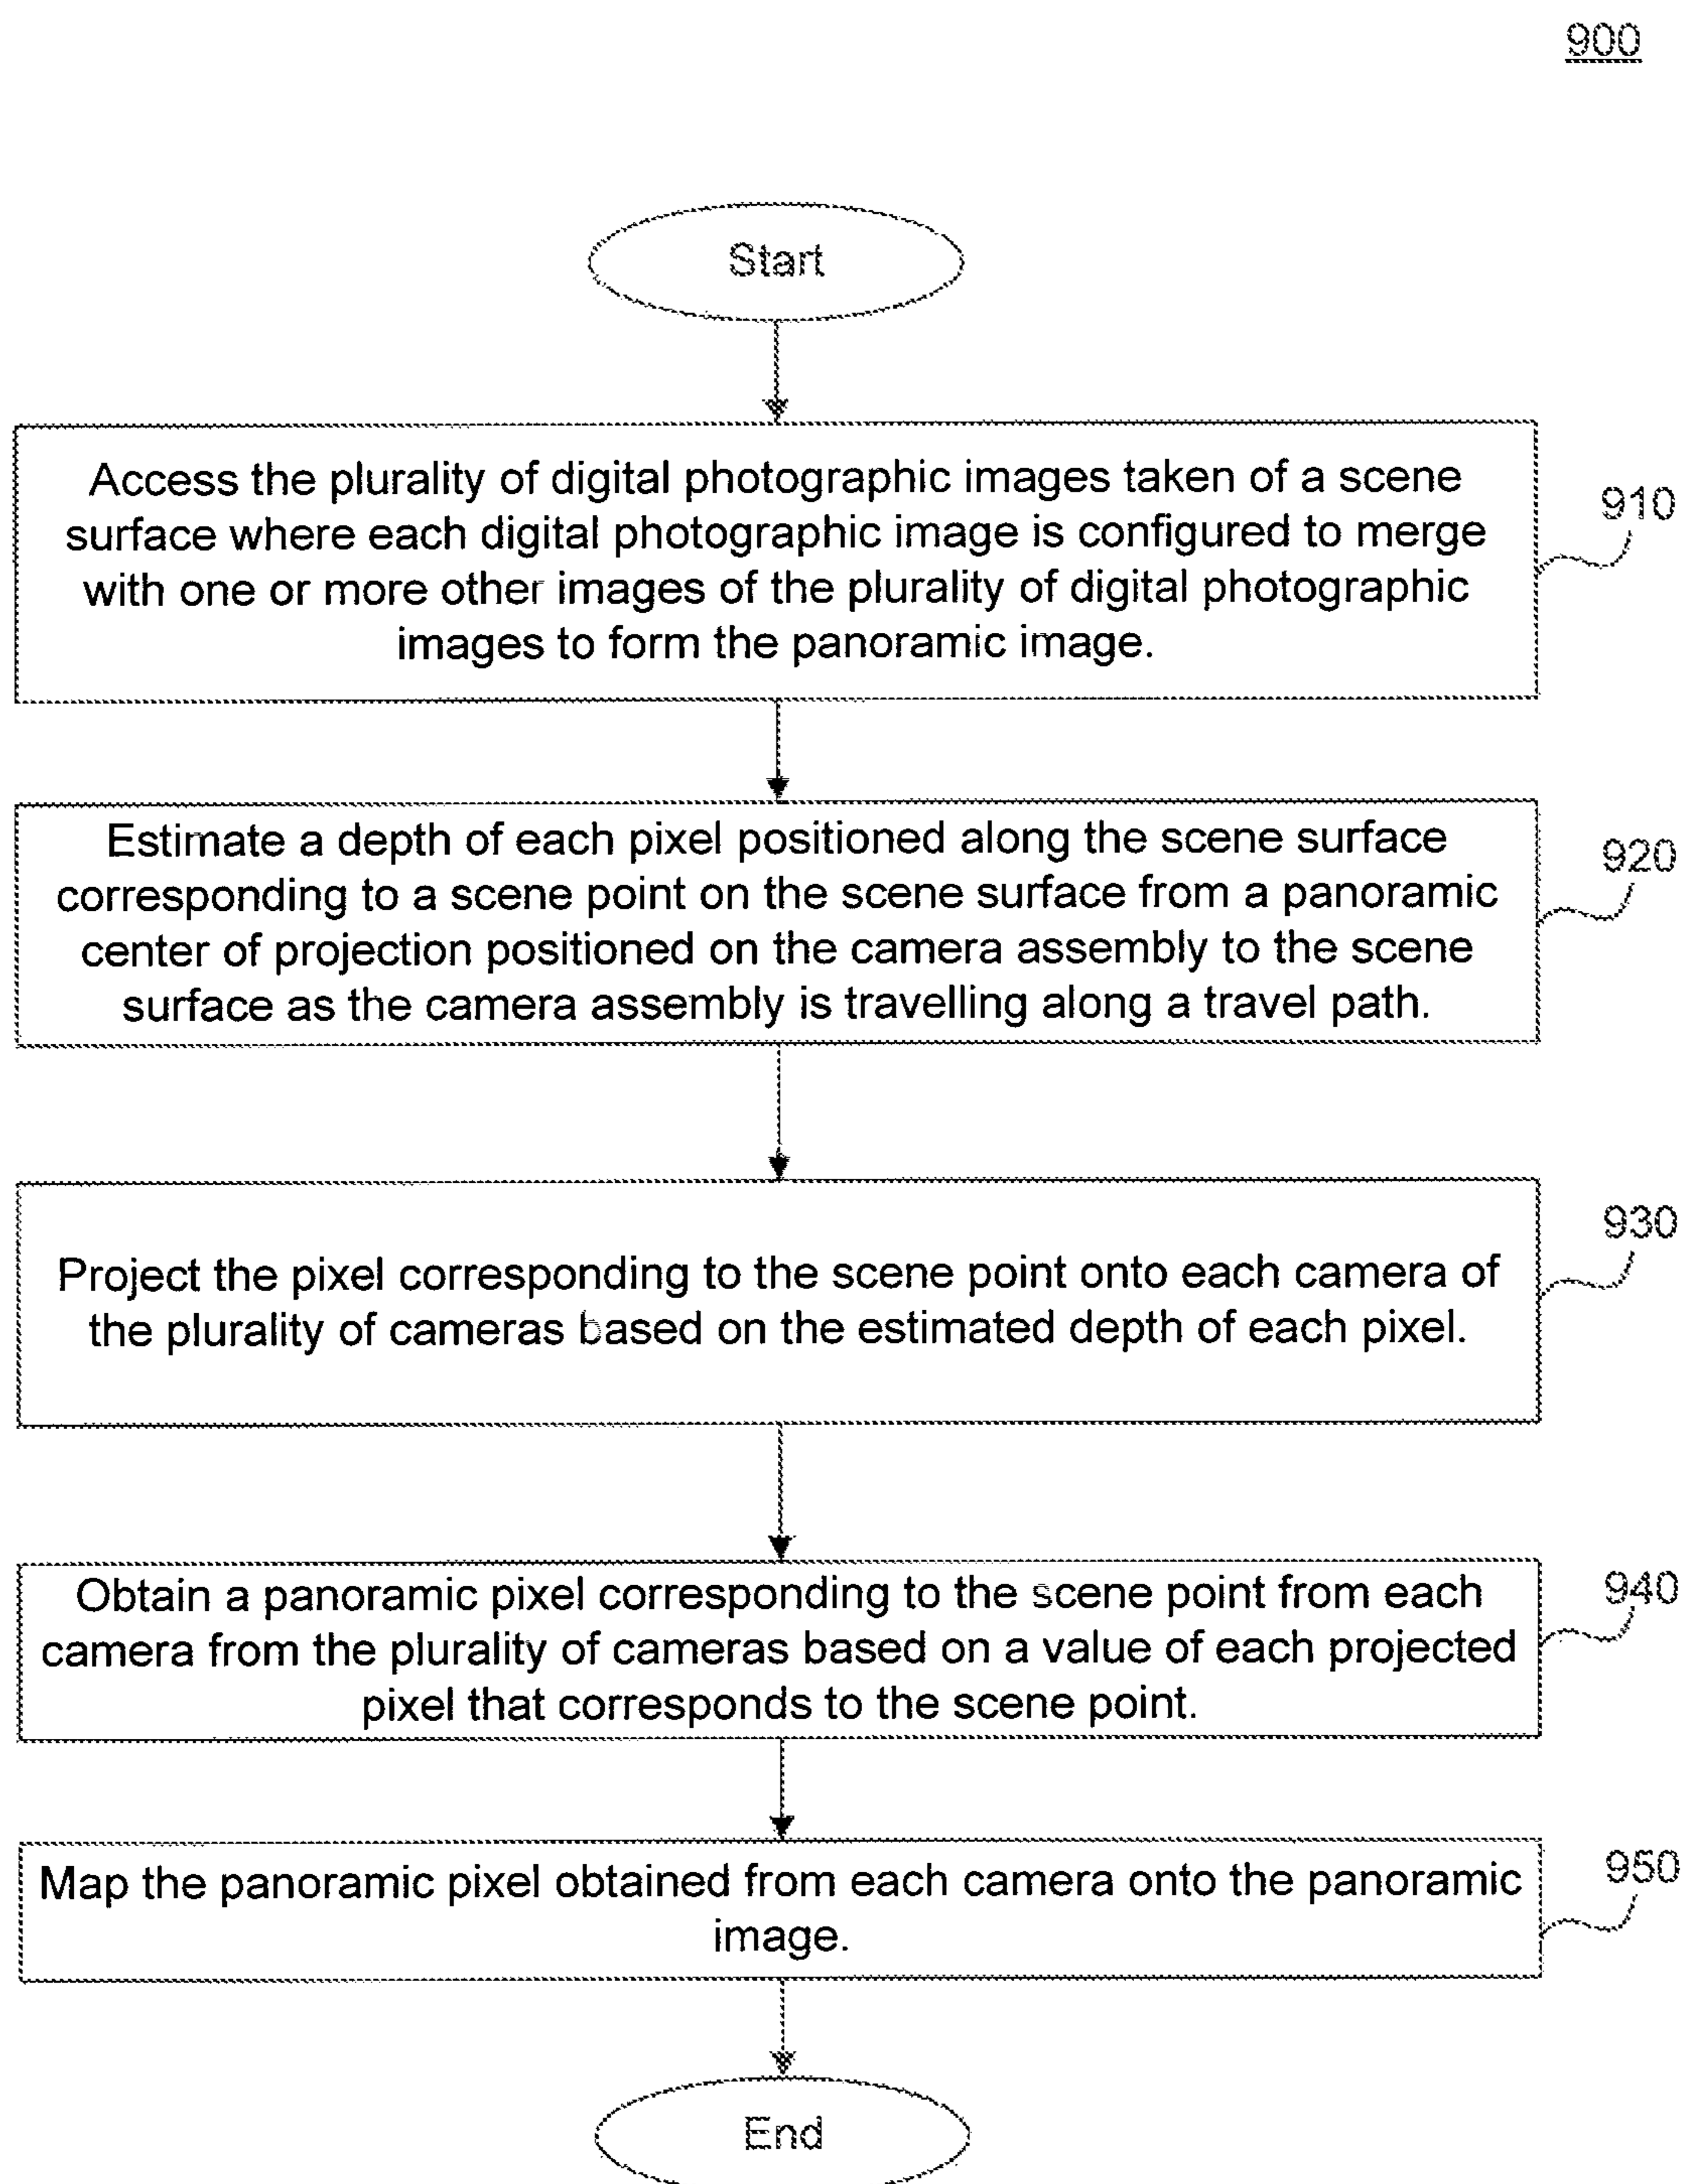 900
Start
Access the plurality of digital photographic images taken of a scene
surface where each digital photographic image is configured to merge
with one or more other images of the plurality of digital photographic
images to form the panoramic image.
910
Estimate a depth of each pixel positioned along the scene surface
corresponding to a scene point on the scene surface from a panoramic
center of projection positioned on the camera assembly to the scene
surface as the camera assembly is travelling along a travel path.
920
Project the pixel corresponding to the scene point onto each camera of
the plurality of cameras based on the estimated depth of each pixel.
930
Obtain a panoramic pixel corresponding to the scene point from each
camera from the plurality of cameras based on a value of each projected
pixel that corresponds to the scene point.
940
Map the panoramic pixel obtained from each camera onto the panoramic
image.
950
End